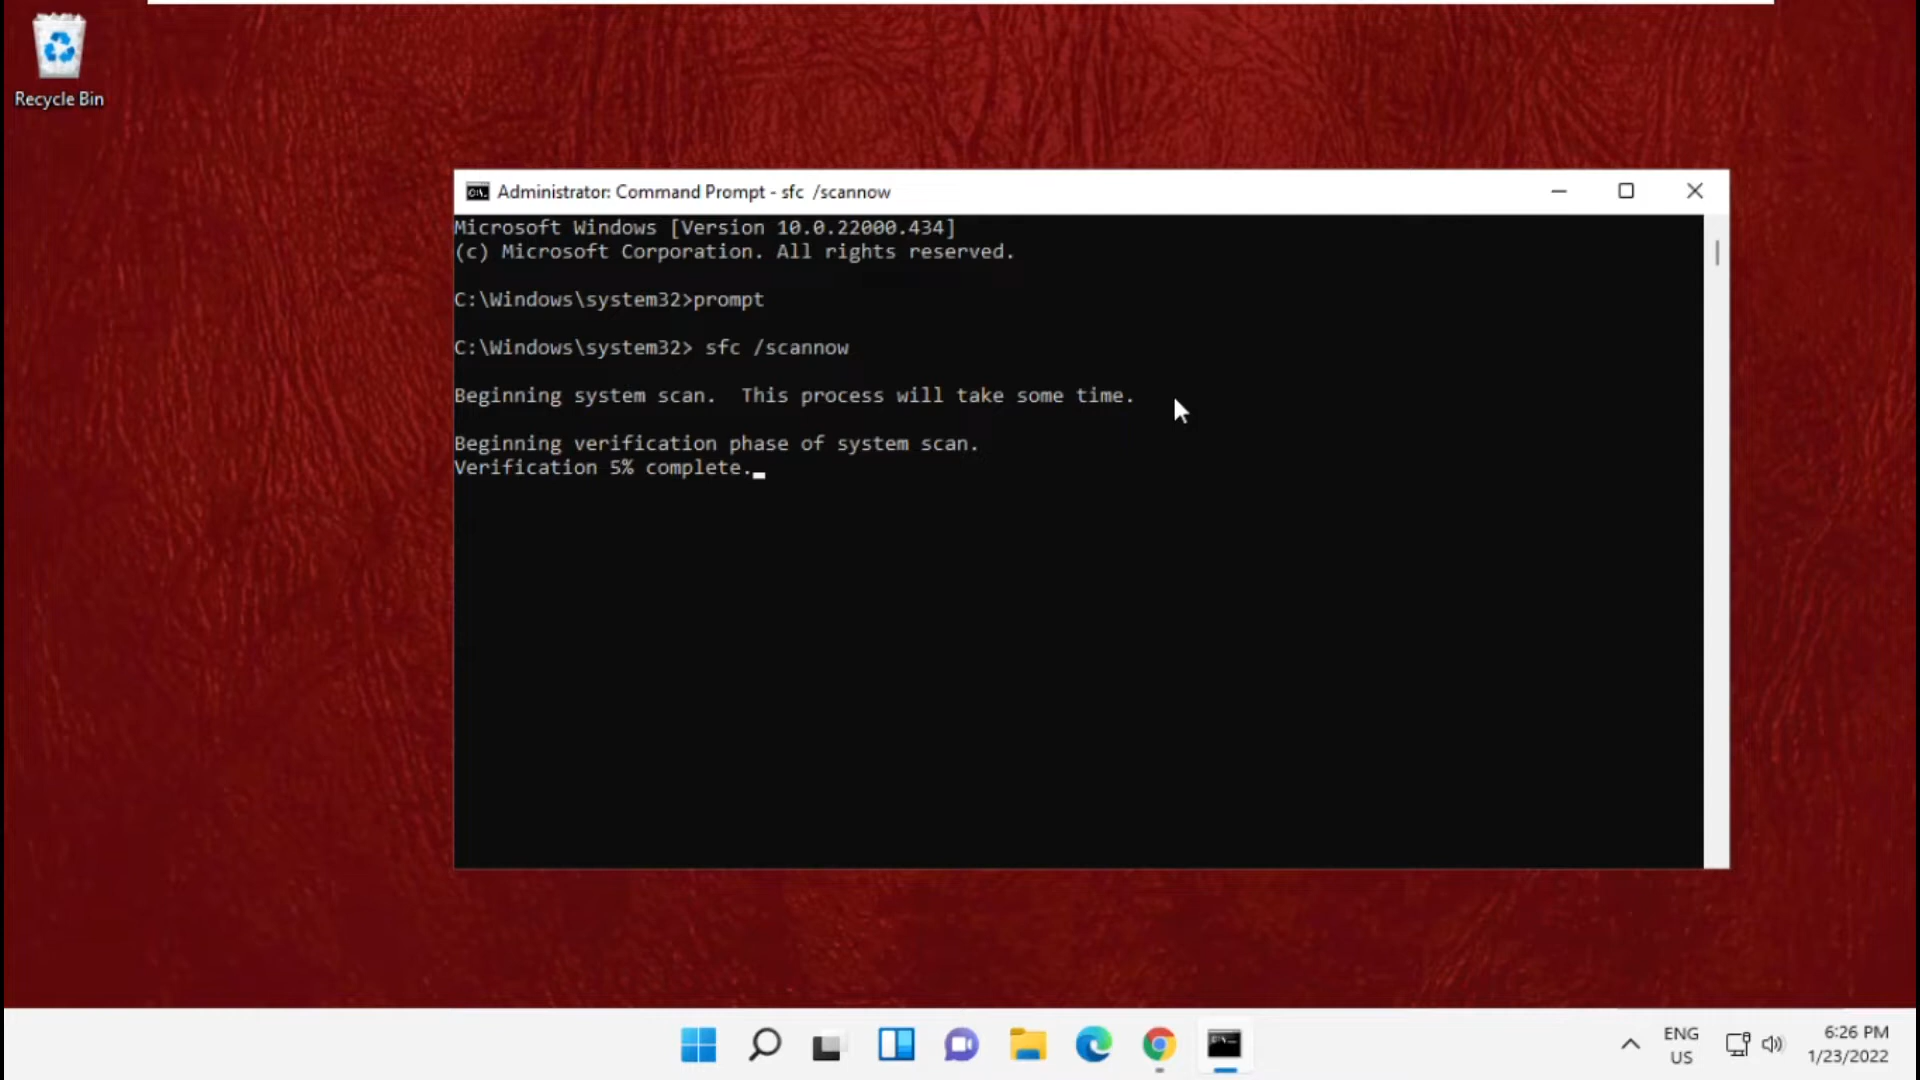 Recycle Bin
Administrator: Command Prompt - sfc  /scannow
Microsoft Windows [Version 10.0.22000.434]
(c) Microsoft Corporation. All rights reserved.
C:\Windows\system32>prompt
C:\Windows\system32> sfc /scannow
Beginning system scan.  This process will take some time.
Beginning verification phase of system scan.
Verification 5% complete.
ENG
US
6:26 PM
1/23/2022